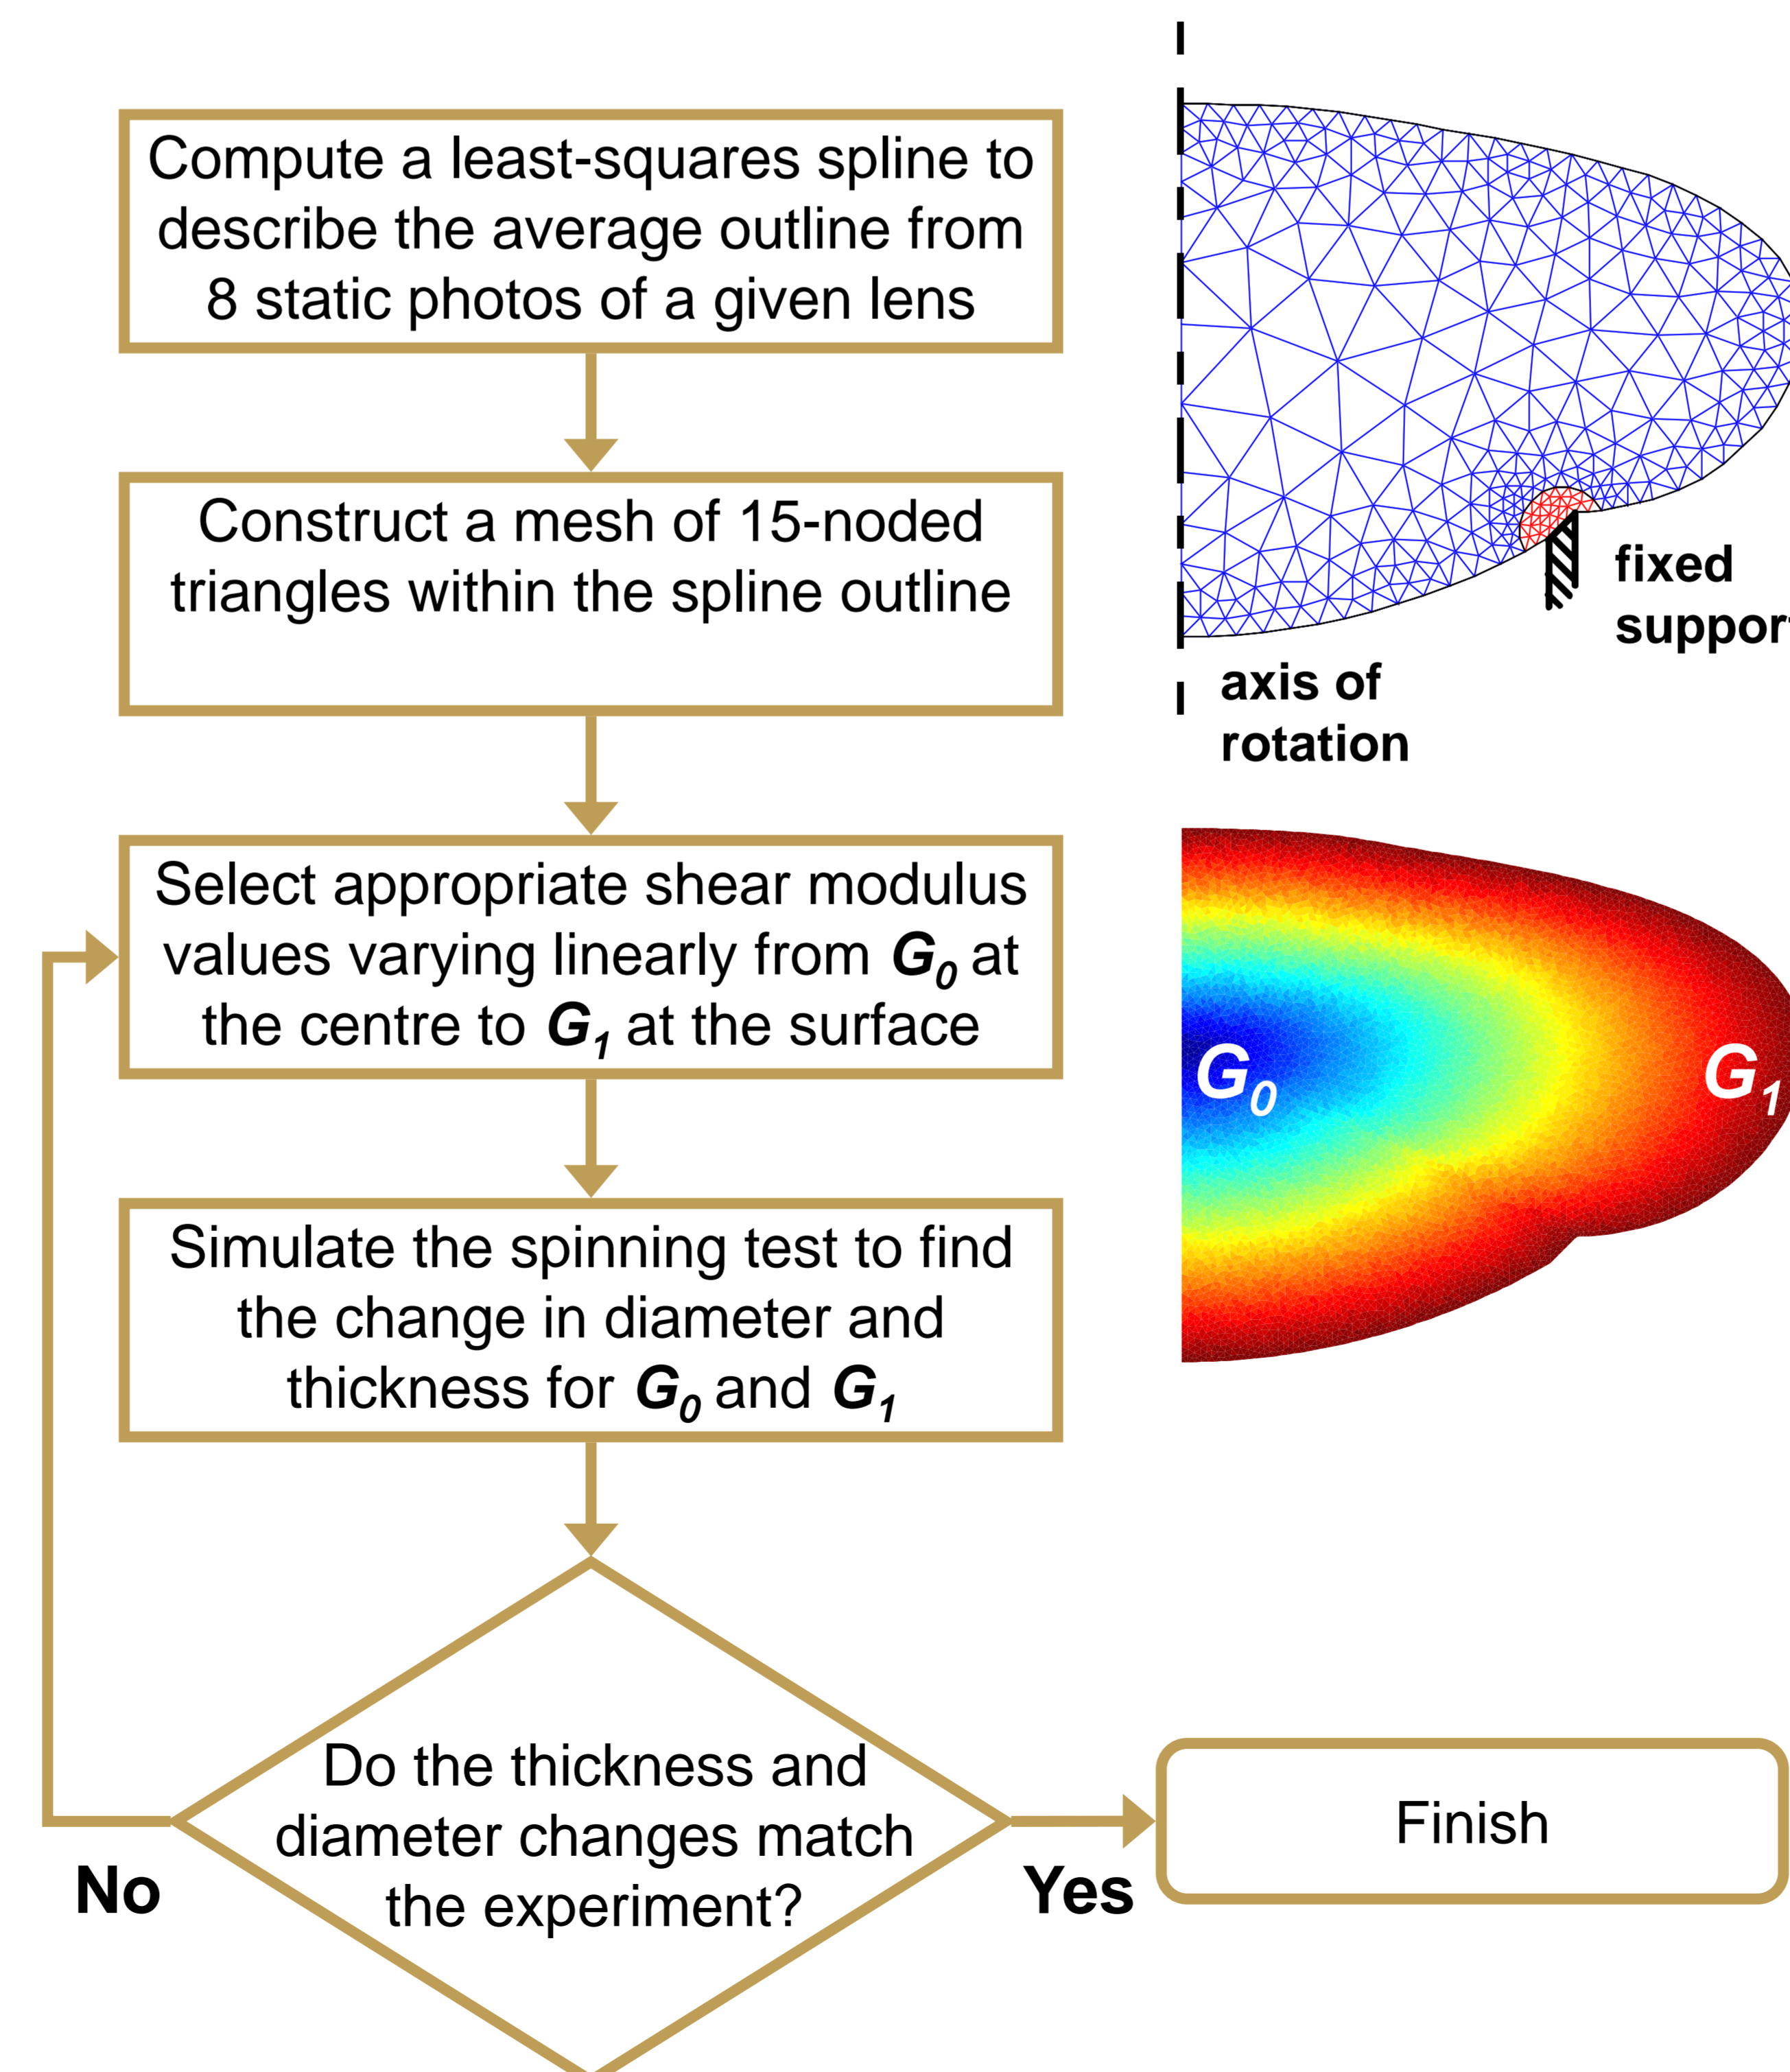 Compute a least-squares spline to
describe the average outline from
8 static photos of a given lens
Construct a mesh of 15-noded
triangles within the spline outline
fixed
support
axis of
rotation
Select appropriate shear modulus
values varying linearly from G₀ at
the centre to G₁ at the surface
G₀
G₁
Simulate the spinning test to find
the change in diameter and
thickness for G₀ and G₁
Do the thickness and
diameter changes match
the experiment?
No
Yes
Finish